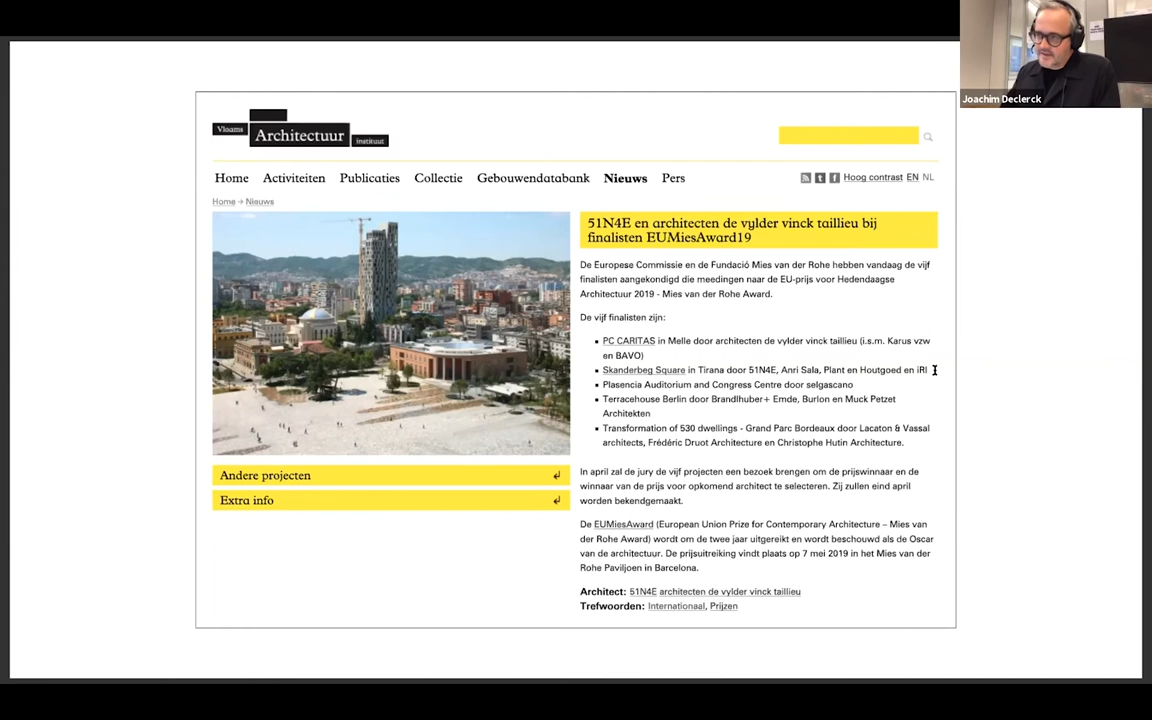 Joachim Declerck
Vlaams
Architectuur
instituut
Home Activiteiten Publicaties Collectie Gebouwendatabank Nieuws Pers
Hoog contrast EN NL
Home → Nieuws
51N4E en architecten de vylder vinck taillieu bij
finalisten EUMiesAward19
De Europese Commissie en de Fundació Mies van der Rohe hebben vandaag de vijf
finalisten aangekondigd die meedingen naar de EU-prijs voor Hedendaagse
Architectuur 2019 - Mies van der Rohe Award.
De vijf finalisten zijn:
▪ PC CARITAS in Melle door architecten de vylder vinck taillieu (i.s.m. Karus vzw
en BAVO)
▪ Skanderbeg Square in Tirana door 51N4E, Anri Sala, Plant en Houtgoed en iRI
▪ Plasencia Auditorium and Congress Centre door selgascano
▪ Terracehouse Berlin door Brandlhuber+ Emde, Burlon en Muck Petzet
Architekten
▪ Transformation of 530 dwellings - Grand Parc Bordeaux door Lacaton & Vassal
architects, Frédéric Druot Architecture en Christophe Hutin Architecture.
In april zal de jury de vijf projecten een bezoek brengen om de prijswinnaar en de
winnaar van de prijs voor opkomend architect te selecteren. Zij zullen eind april
worden bekendgemaakt.
De EUMiesAward (European Union Prize for Contemporary Architecture – Mies van
der Rohe Award) wordt om de twee jaar uitgereikt en wordt beschouwd als de Oscar
van de architectuur. De prijsuitreiking vindt plaats op 7 mei 2019 in het Mies van der
Rohe Paviljoen in Barcelona.
Architect: 51N4E architecten de vylder vinck taillieu
Trefwoorden: Internationaal, Prijzen
Andere projecten
Extra info